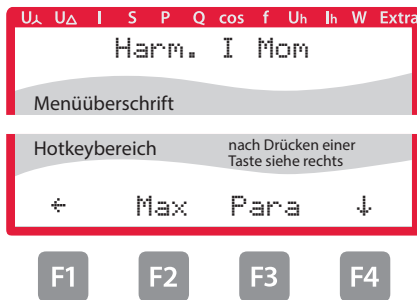 U⅄ U△ I S P Q cos f Uh Ih W Extra
Harm. I Mom
Menüüberschrift
Hotkeybereich
nach Drücken einer
Taste siehe rechts
← Max Para ↓
F1 F2 F3 F4